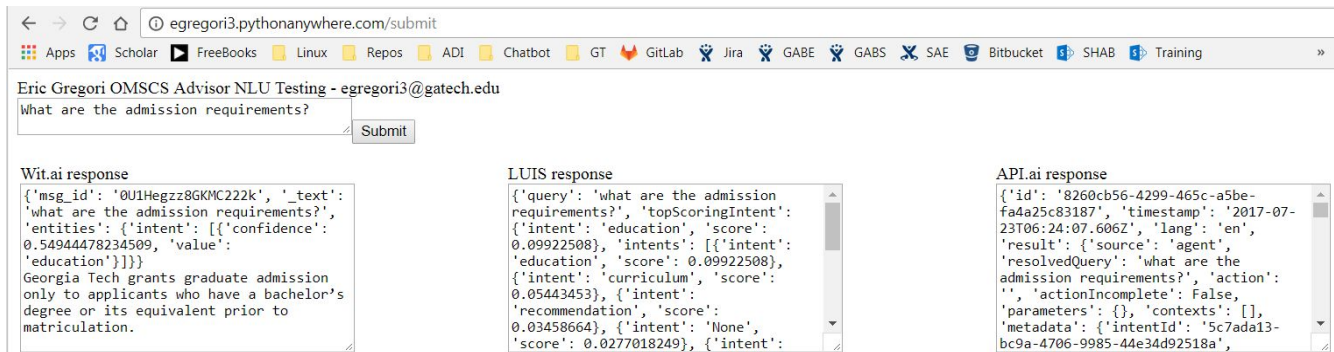 egregori3.pythonanywhere.com/submit
Apps Scholar FreeBooks Linux Repos ADI Chatbot GT GitLab Jira GABE GABS SAE Bitbucket SHAB Training »
Eric Gregori OMSCS Advisor NLU Testing - egregori3@gatech.edu
What are the admission requirements?
Submit
Wit.ai response
{'msg_id': '0U1Hegzz8GKMC222k', '_text':
'what are the admission requirements?',
'entities': {'intent': [{'confidence':
0.54944478234509, 'value':
'education'}]}}
Georgia Tech grants graduate admission
only to applicants who have a bachelor’s
degree or its equivalent prior to
matriculation.
LUIS response
{'query': 'what are the admission
requirements?', 'topScoringIntent':
{'intent': 'education', 'score':
0.09922508}, 'intents': [{'intent':
'education', 'score': 0.09922508},
{'intent': 'curriculum', 'score':
0.05443453}, {'intent':
'recommendation', 'score':
0.03458664}, {'intent': 'None',
'score': 0.0277018249}, {'intent':
API.ai response
{'id': '8260cb56-4299-465c-a5be-
fa4a25c83187', 'timestamp': '2017-07-
23T06:24:07.606Z', 'lang': 'en',
'result': {'source': 'agent',
'resolvedQuery': 'what are the
admission requirements?', 'action':
'', 'actionIncomplete': False,
'parameters': {}, 'contexts': [],
'metadata': {'intentId': '5c7ada13-
bc9a-4706-9985-44e34d92518a',